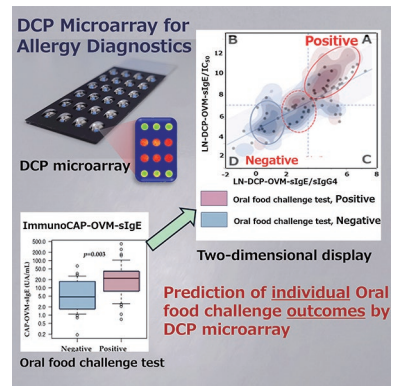 DCP Microarray for
Allergy Diagnostics
DCP microarray
Positive
B
A
LN-DCP-OVM-sIgE/IC50
12
10
8
6
4
2
D
Negative
C
-2
0
2
4
6
8
LN-DCP-OVM-sIgE/sIgG4
Oral food challenge test, Positive
Oral food challenge test, Negative
Two-dimensional display
ImmunoCAP-OVM-sIgE
p=0.003
CAP-OVM-sIgE (UA/mL)
500.0
200.0
100.0
50.0
20.0
10.0
5.0
2.0
1.0
0.5
0.2
Negative
Positive
Oral food challenge test
Prediction of individual Oral
food challenge outcomes by
DCP microarray